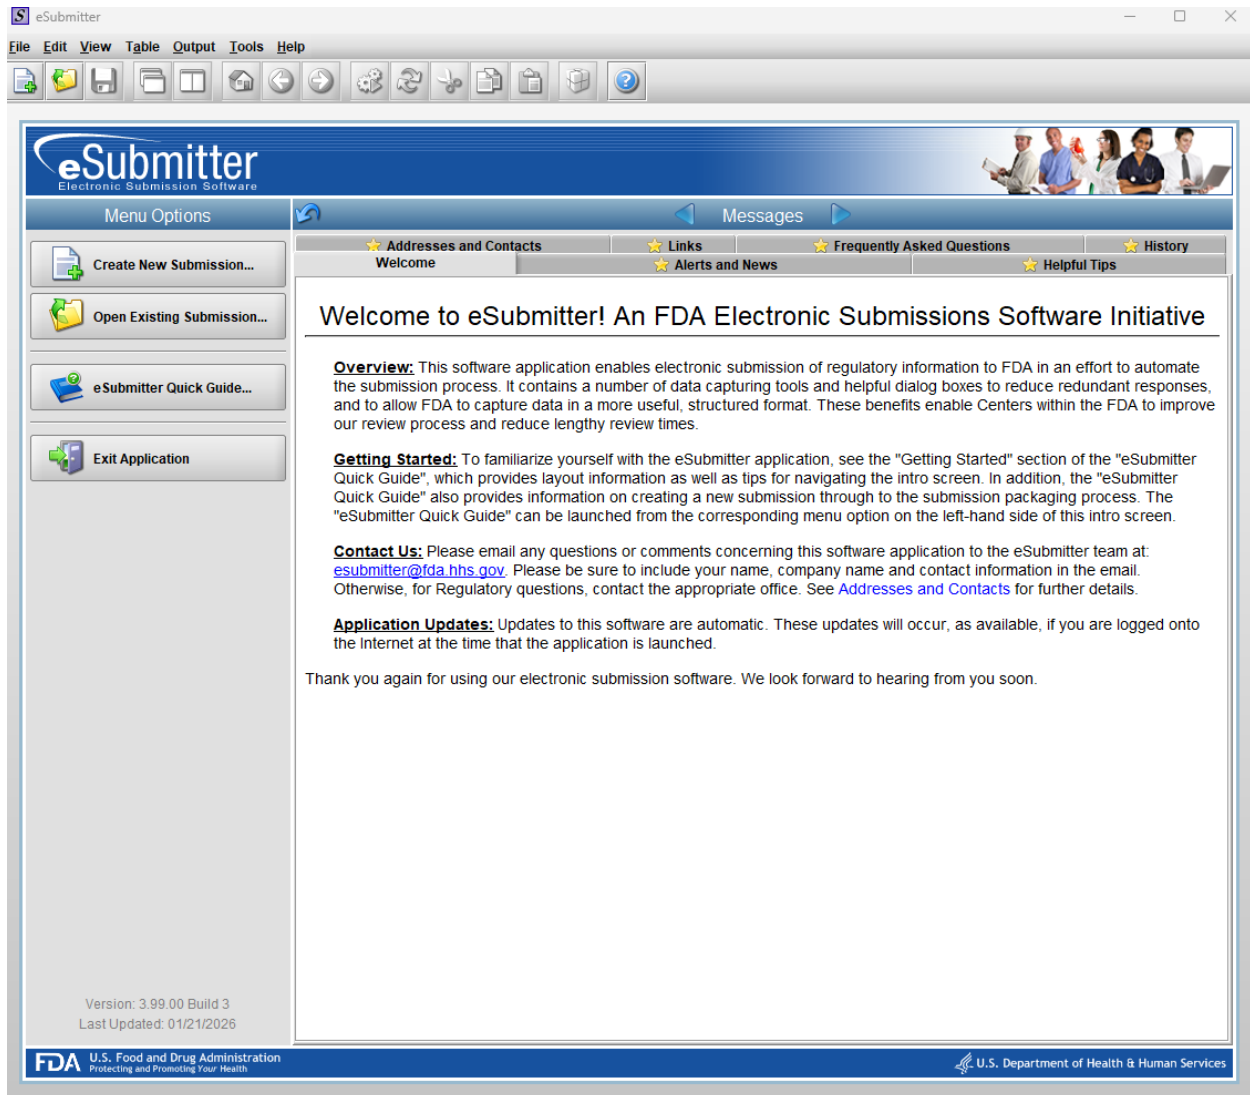 eSubmitter
File Edit View Table Output Tools Help
eSubmitter
Electronic Submission Software
Menu Options
Messages
Create New Submission...
Open Existing Submission...
eSubmitter Quick Guide...
Exit Application
Addresses and Contacts Links Frequently Asked Questions History
Welcome Alerts and News Helpful Tips
Welcome to eSubmitter! An FDA Electronic Submissions Software Initiative
Overview: This software application enables electronic submission of regulatory information to FDA in an effort to automate
the submission process. It contains a number of data capturing tools and helpful dialog boxes to reduce redundant responses,
and to allow FDA to capture data in a more useful, structured format. These benefits enable Centers within the FDA to improve
our review process and reduce lengthy review times.
Getting Started: To familiarize yourself with the eSubmitter application, see the "Getting Started" section of the "eSubmitter
Quick Guide", which provides layout information as well as tips for navigating the intro screen. In addition, the "eSubmitter
Quick Guide" also provides information on creating a new submission through to the submission packaging process. The
"eSubmitter Quick Guide" can be launched from the corresponding menu option on the left-hand side of this intro screen.
Contact Us: Please email any questions or comments concerning this software application to the eSubmitter team at:
esubmitter@fda.hhs.gov. Please be sure to include your name, company name and contact information in the email.
Otherwise, for Regulatory questions, contact the appropriate office. See Addresses and Contacts for further details.
Application Updates: Updates to this software are automatic. These updates will occur, as available, if you are logged onto
the Internet at the time that the application is launched.
Thank you again for using our electronic submission software. We look forward to hearing from you soon.
Version: 3.99.00 Build 3
Last Updated: 01/21/2026
FDA U.S. Food and Drug Administration
Protecting and Promoting Your Health
U.S. Department of Health & Human Services